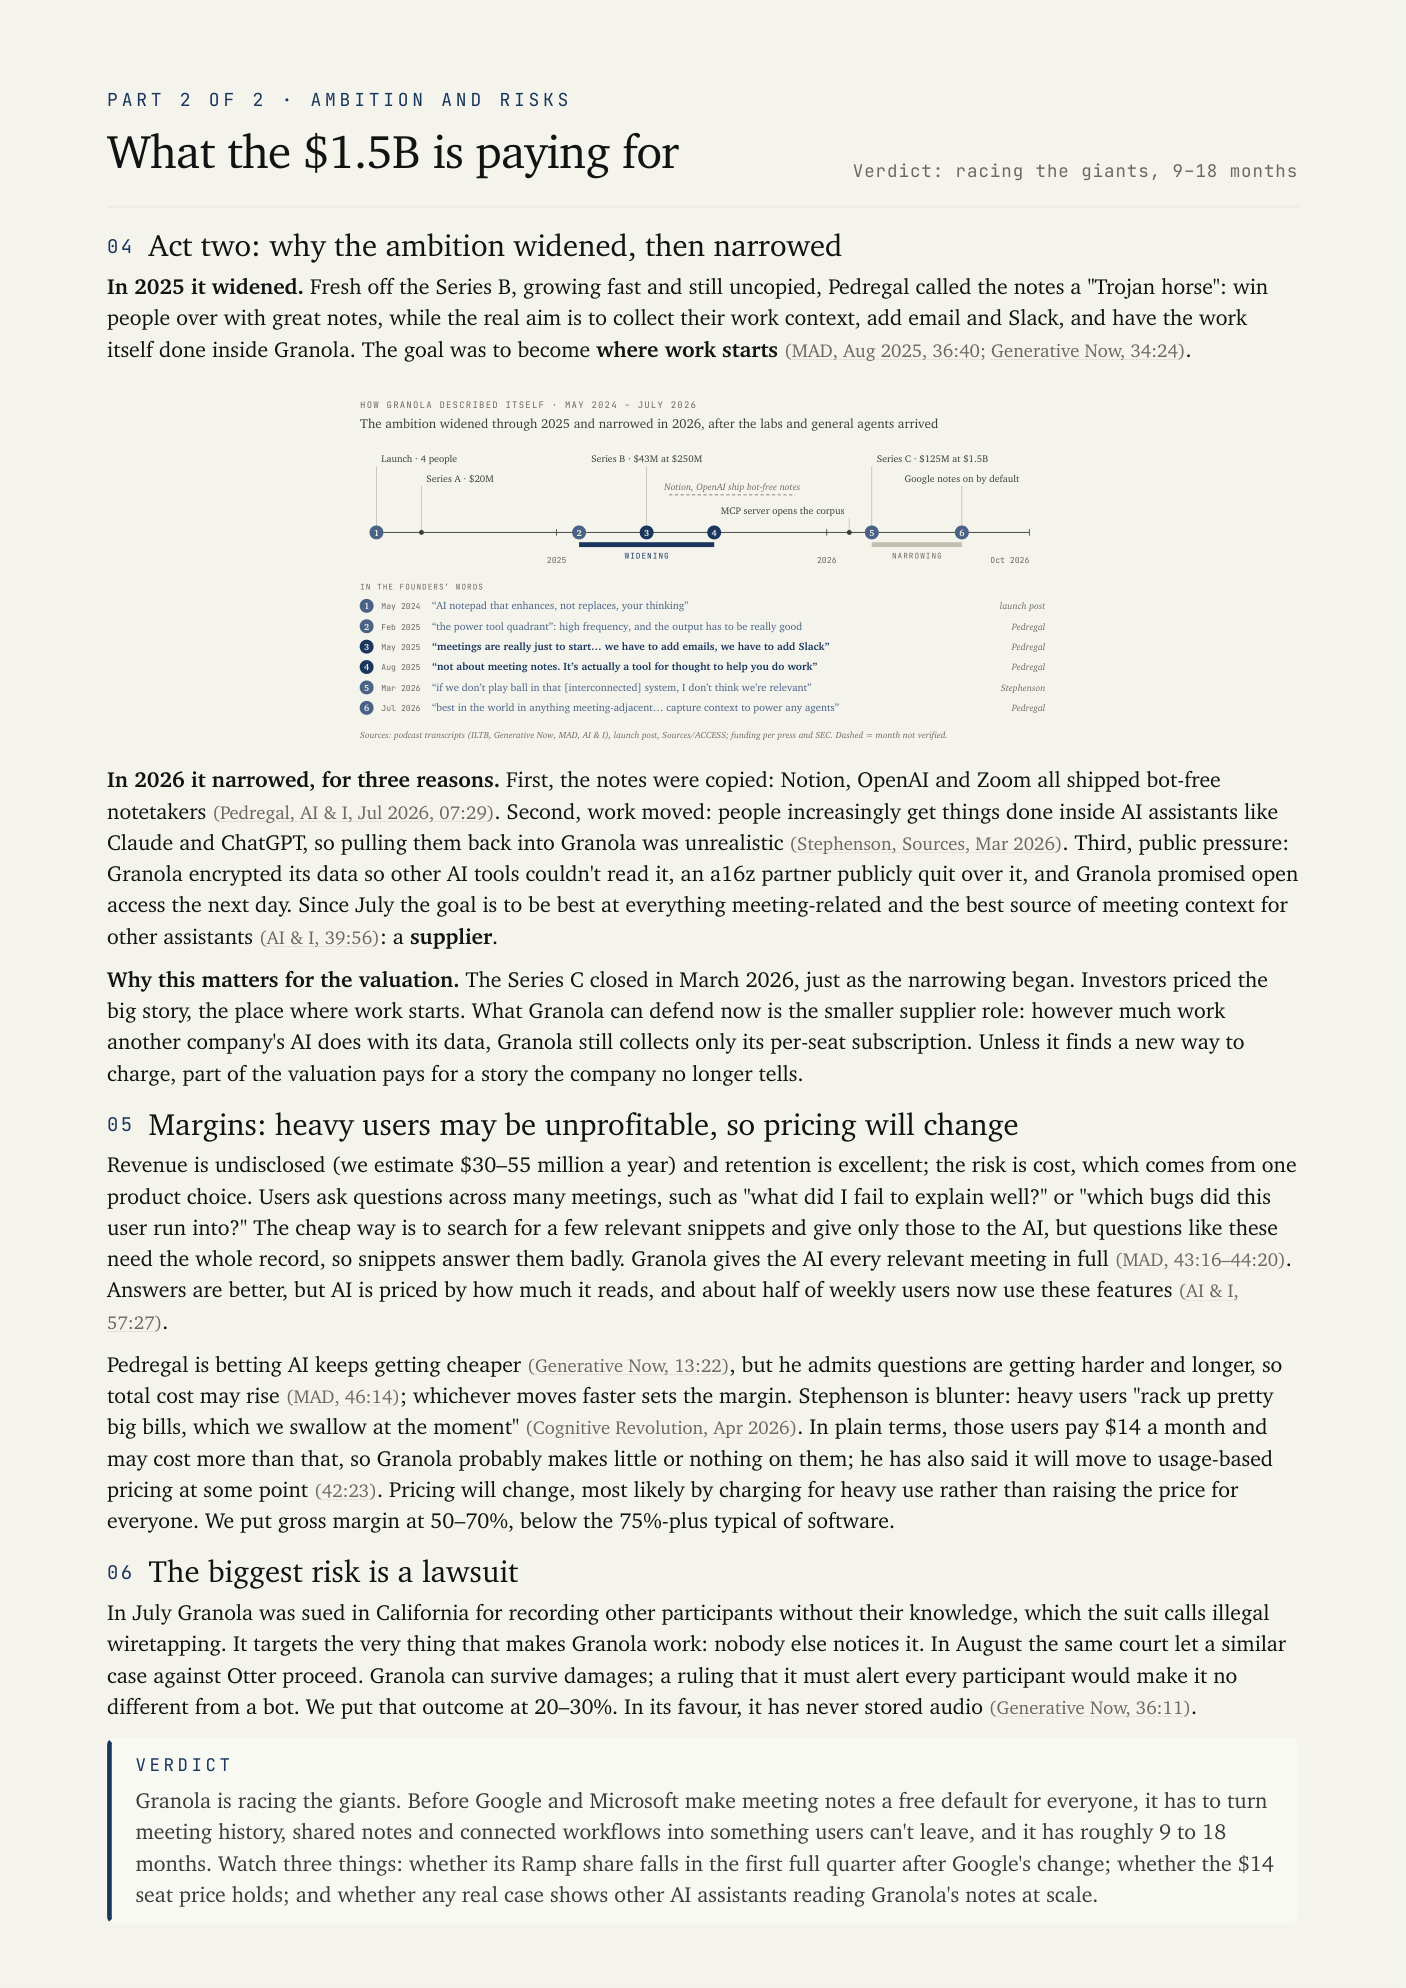 PART 2 OF 2 · AMBITION AND RISKS
What the $1.5B is paying for
Verdict: racing the giants, 9–18 months
04 Act two: why the ambition widened, then narrowed
In 2025 it widened. Fresh off the Series B, growing fast and still uncopied, Pedregal called the notes a "Trojan horse": win
people over with great notes, while the real aim is to collect their work context, add email and Slack, and have the work
itself done inside Granola. The goal was to become where work starts (MAD, Aug 2025, 36:40; Generative Now, 34:24).
HOW GRANOLA DESCRIBED ITSELF · MAY 2024 – JULY 2026
The ambition widened through 2025 and narrowed in 2026, after the labs and general agents arrived
Launch · 4 people
Series B · $43M at $250M
Series C · $125M at $1.5B
Series A · $20M
Google notes on by default
Notion, OpenAI ship bot-free notes
MCP server opens the corpus
1 2 3 4 5 6
WIDENING
NARROWING
2025
2026
Oct 2026
IN THE FOUNDERS’ WORDS
1 May 2024 “AI notepad that enhances, not replaces, your thinking” launch post
2 Feb 2025 “the power tool quadrant”: high frequency, and the output has to be really good Pedregal
3 May 2025 “meetings are really just to start… we have to add emails, we have to add Slack” Pedregal
4 Aug 2025 “not about meeting notes. It’s actually a tool for thought to help you do work” Pedregal
5 Mar 2026 “if we don’t play ball in that [interconnected] system, I don’t think we’re relevant” Stephenson
6 Jul 2026 “best in the world in anything meeting-adjacent… capture context to power any agents” Pedregal
Sources: podcast transcripts (ILTB, Generative Now, MAD, AI & I), launch post, Sources/ACCESS; funding per press and SEC. Dashed = month not verified.
In 2026 it narrowed, for three reasons. First, the notes were copied: Notion, OpenAI and Zoom all shipped bot-free
notetakers (Pedregal, AI & I, Jul 2026, 07:29). Second, work moved: people increasingly get things done inside AI assistants like
Claude and ChatGPT, so pulling them back into Granola was unrealistic (Stephenson, Sources, Mar 2026). Third, public pressure:
Granola encrypted its data so other AI tools couldn't read it, an a16z partner publicly quit over it, and Granola promised open
access the next day. Since July the goal is to be best at everything meeting-related and the best source of meeting context for
other assistants (AI & I, 39:56): a supplier.
Why this matters for the valuation. The Series C closed in March 2026, just as the narrowing began. Investors priced the
big story, the place where work starts. What Granola can defend now is the smaller supplier role: however much work
another company's AI does with its data, Granola still collects only its per-seat subscription. Unless it finds a new way to
charge, part of the valuation pays for a story the company no longer tells.
05 Margins: heavy users may be unprofitable, so pricing will change
Revenue is undisclosed (we estimate $30–55 million a year) and retention is excellent; the risk is cost, which comes from one
product choice. Users ask questions across many meetings, such as "what did I fail to explain well?" or "which bugs did this
user run into?" The cheap way is to search for a few relevant snippets and give only those to the AI, but questions like these
need the whole record, so snippets answer them badly. Granola gives the AI every relevant meeting in full (MAD, 43:16–44:20).
Answers are better, but AI is priced by how much it reads, and about half of weekly users now use these features (AI & I,
57:27).
Pedregal is betting AI keeps getting cheaper (Generative Now, 13:22), but he admits questions are getting harder and longer, so
total cost may rise (MAD, 46:14); whichever moves faster sets the margin. Stephenson is blunter: heavy users "rack up pretty
big bills, which we swallow at the moment" (Cognitive Revolution, Apr 2026). In plain terms, those users pay $14 a month and
may cost more than that, so Granola probably makes little or nothing on them; he has also said it will move to usage-based
pricing at some point (42:23). Pricing will change, most likely by charging for heavy use rather than raising the price for
everyone. We put gross margin at 50–70%, below the 75%-plus typical of software.
06 The biggest risk is a lawsuit
In July Granola was sued in California for recording other participants without their knowledge, which the suit calls illegal
wiretapping. It targets the very thing that makes Granola work: nobody else notices it. In August the same court let a similar
case against Otter proceed. Granola can survive damages; a ruling that it must alert every participant would make it no
different from a bot. We put that outcome at 20–30%. In its favour, it has never stored audio (Generative Now, 36:11).
VERDICT
Granola is racing the giants. Before Google and Microsoft make meeting notes a free default for everyone, it has to turn
meeting history, shared notes and connected workflows into something users can't leave, and it has roughly 9 to 18
months. Watch three things: whether its Ramp share falls in the first full quarter after Google's change; whether the $14
seat price holds; and whether any real case shows other AI assistants reading Granola's notes at scale.